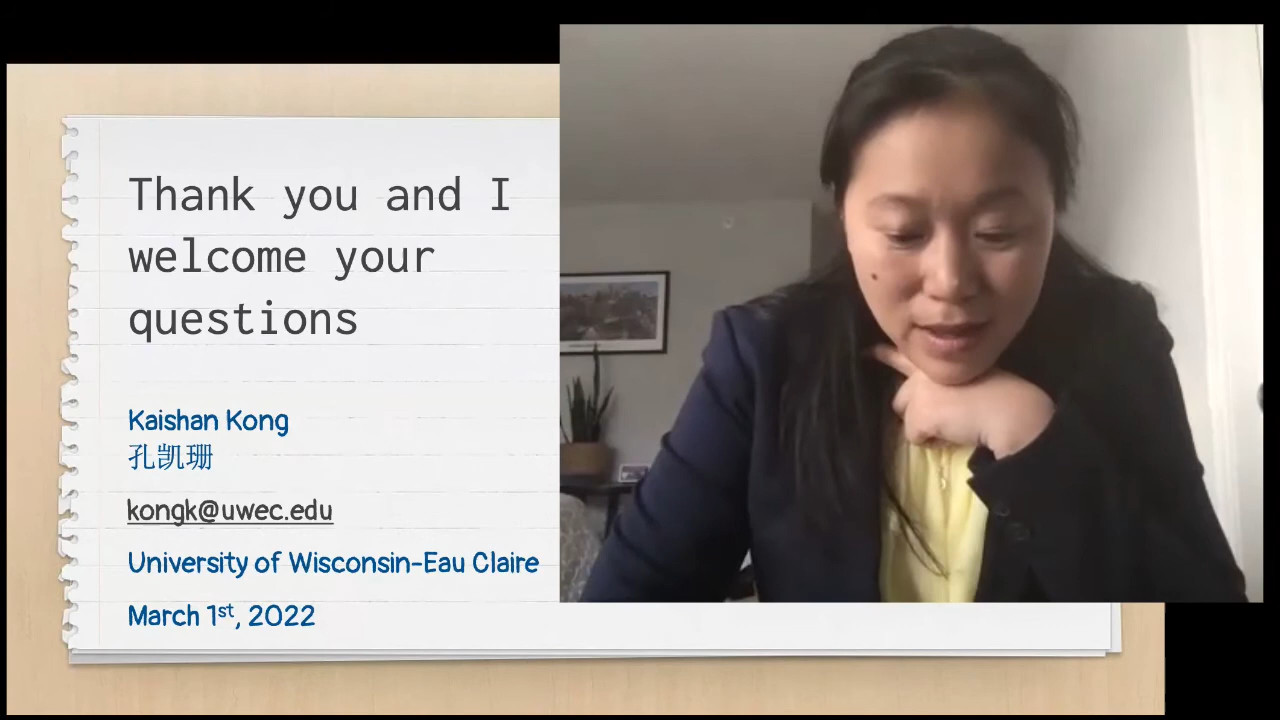 Thank you and I
welcome your
questions
Kaishan Kong
孔凯珊
kongk@uwec.edu
University of Wisconsin-Eau Claire
March 1st, 2022